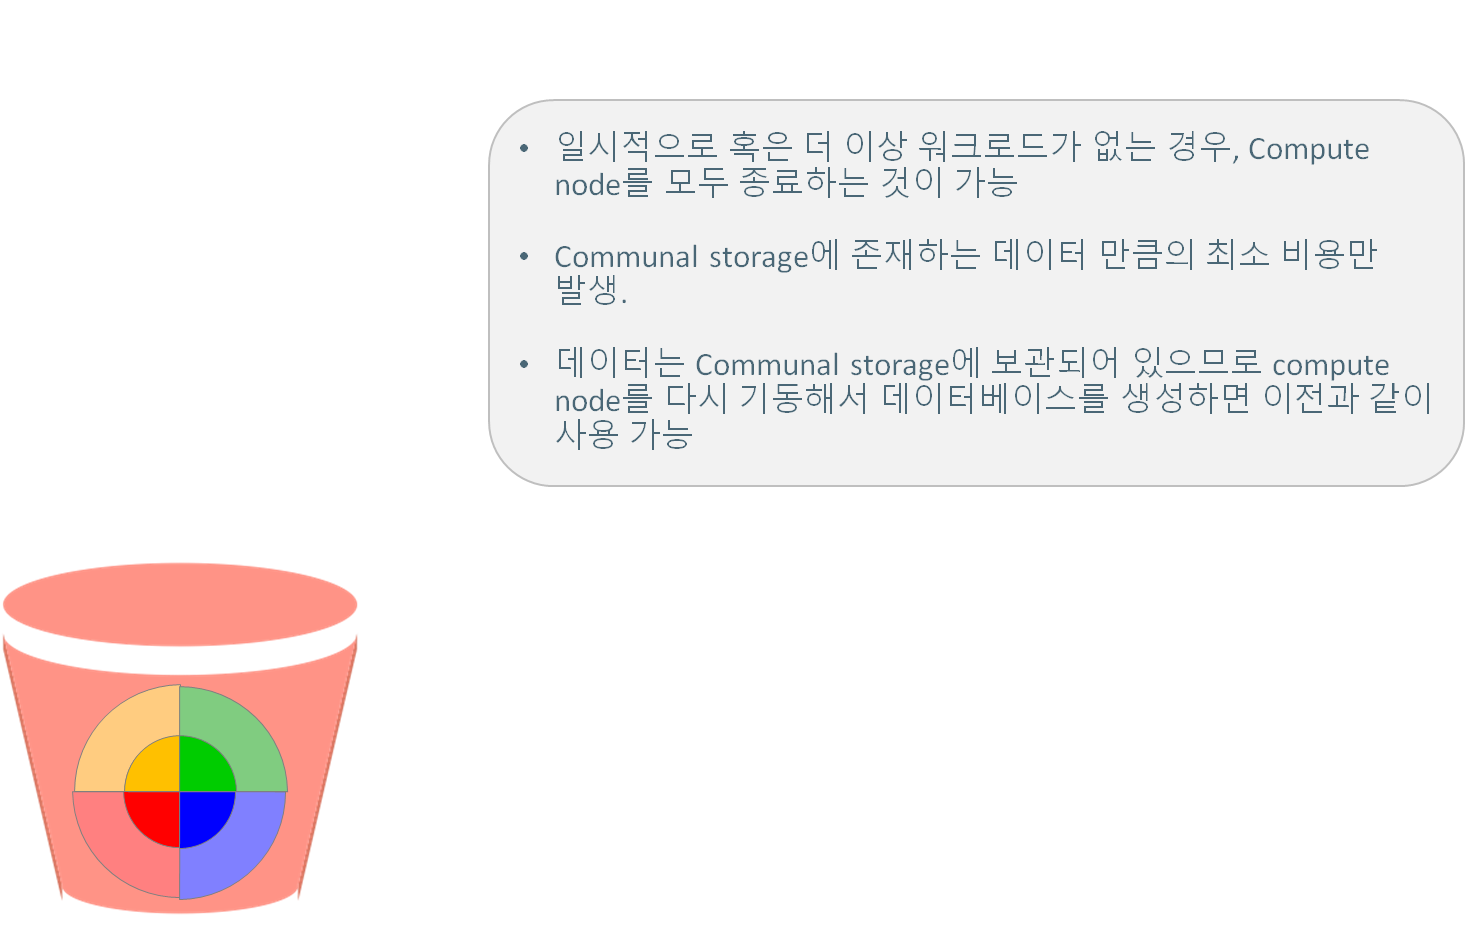 • 일시적으로 혹은 더 이상 워크로드가 없는 경우, Compute
node를 모두 종료하는 것이 가능
• Communal storage에 존재하는 데이터 만큼의 최소 비용만
발생.
• 데이터는 Communal storage에 보관되어 있으므로 compute
node를 다시 기동해서 데이터베이스를 생성하면 이전과 같이
사용 가능